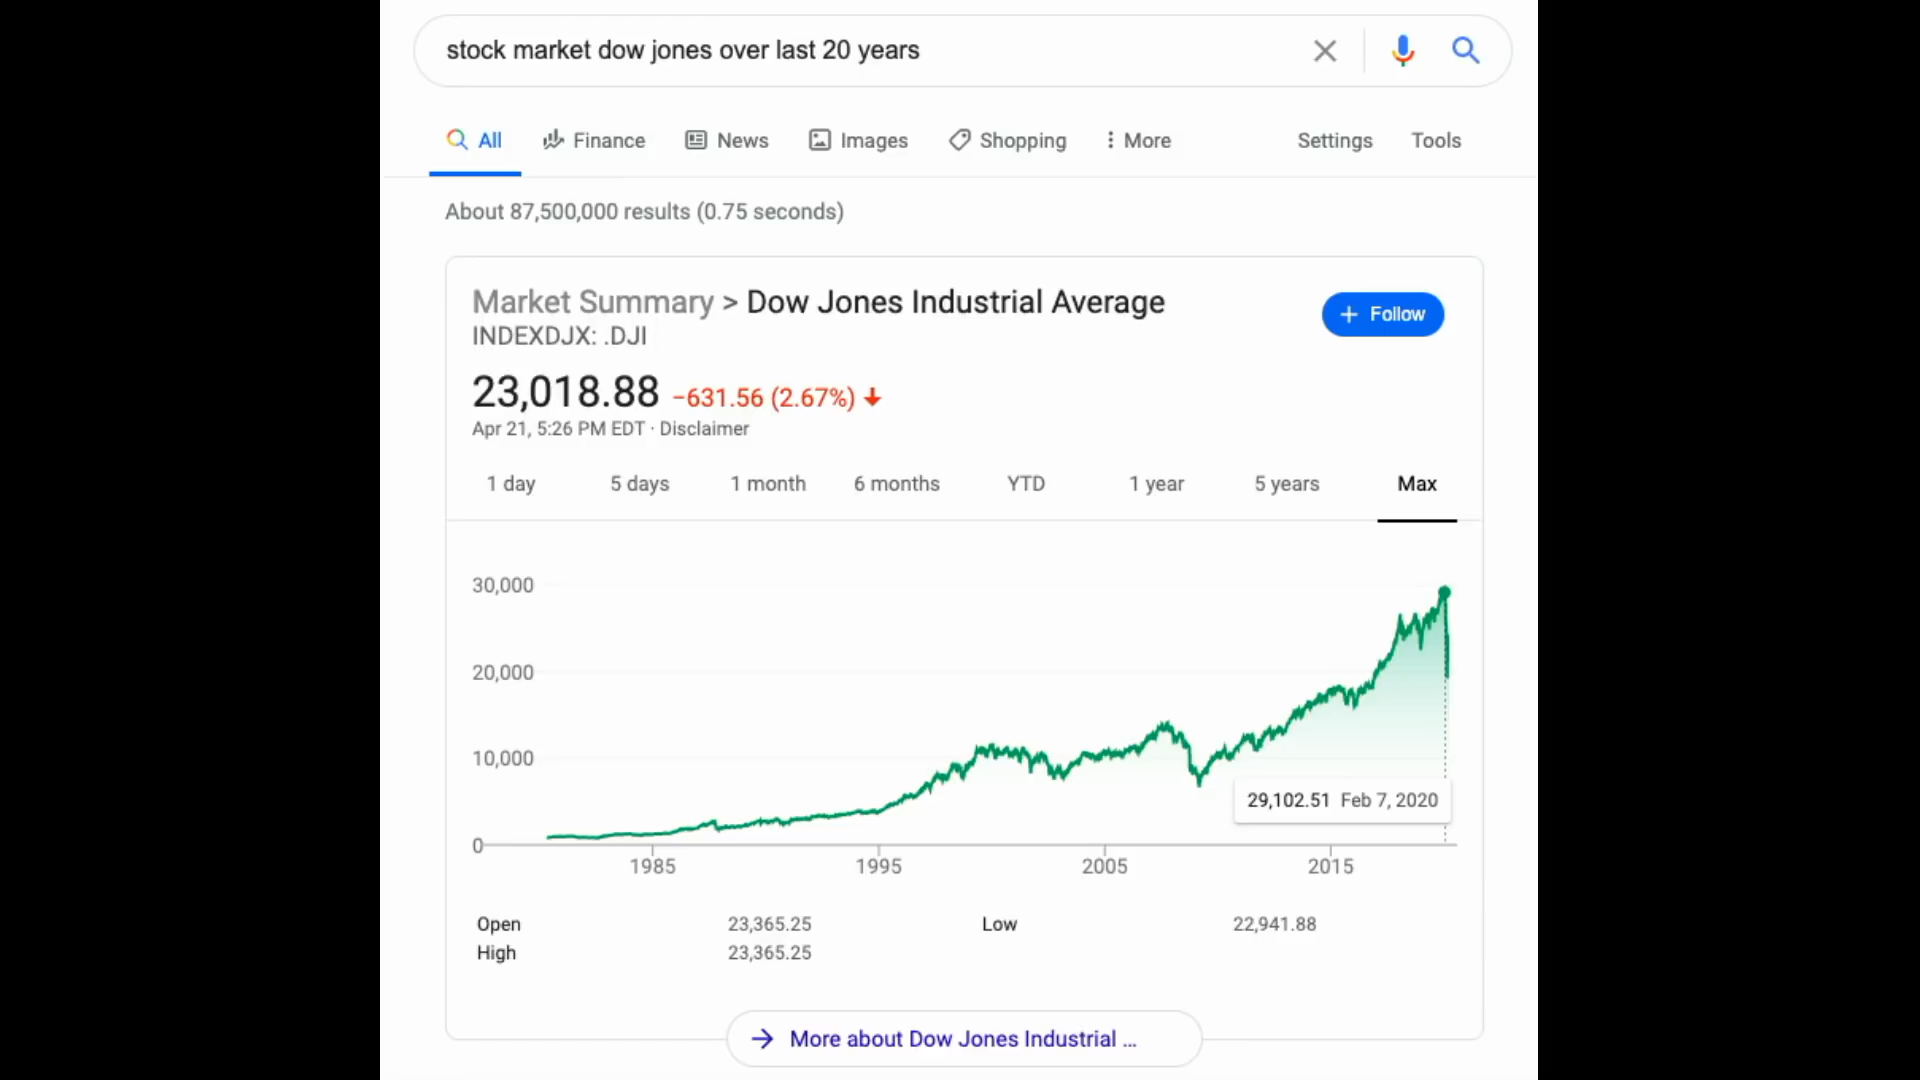 stock market dow jones over last 20 years
All Finance News Images Shopping More Settings Tools
About 87,500,000 results (0.75 seconds)
Market Summary > Dow Jones Industrial Average
INDEXDJX: .DJI
+ Follow
23,018.88 −631.56 (2.67%)
Apr 21, 5:26 PM EDT · Disclaimer
1 day 5 days 1 month 6 months YTD 1 year 5 years Max
30,000
20,000
10,000
29,102.51 Feb 7, 2020
0
1985 1995 2005 2015
Open 23,365.25 Low 22,941.88
High 23,365.25
More about Dow Jones Industrial ...